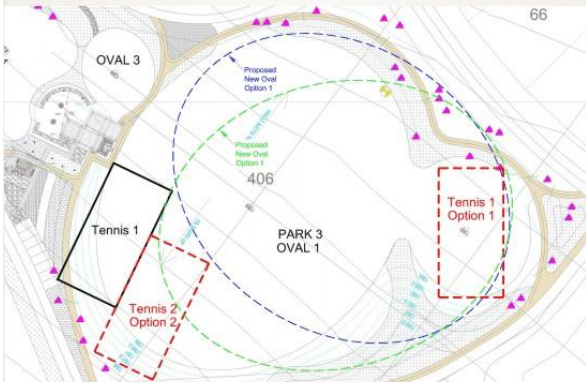 66
OVAL 3
Proposed
New Oval
Option 1
Proposed
New Oval
Option 1
406
Tennis 1
Option 1
Tennis 1
PARK 3
OVAL 1
Tennis 2
Option 2